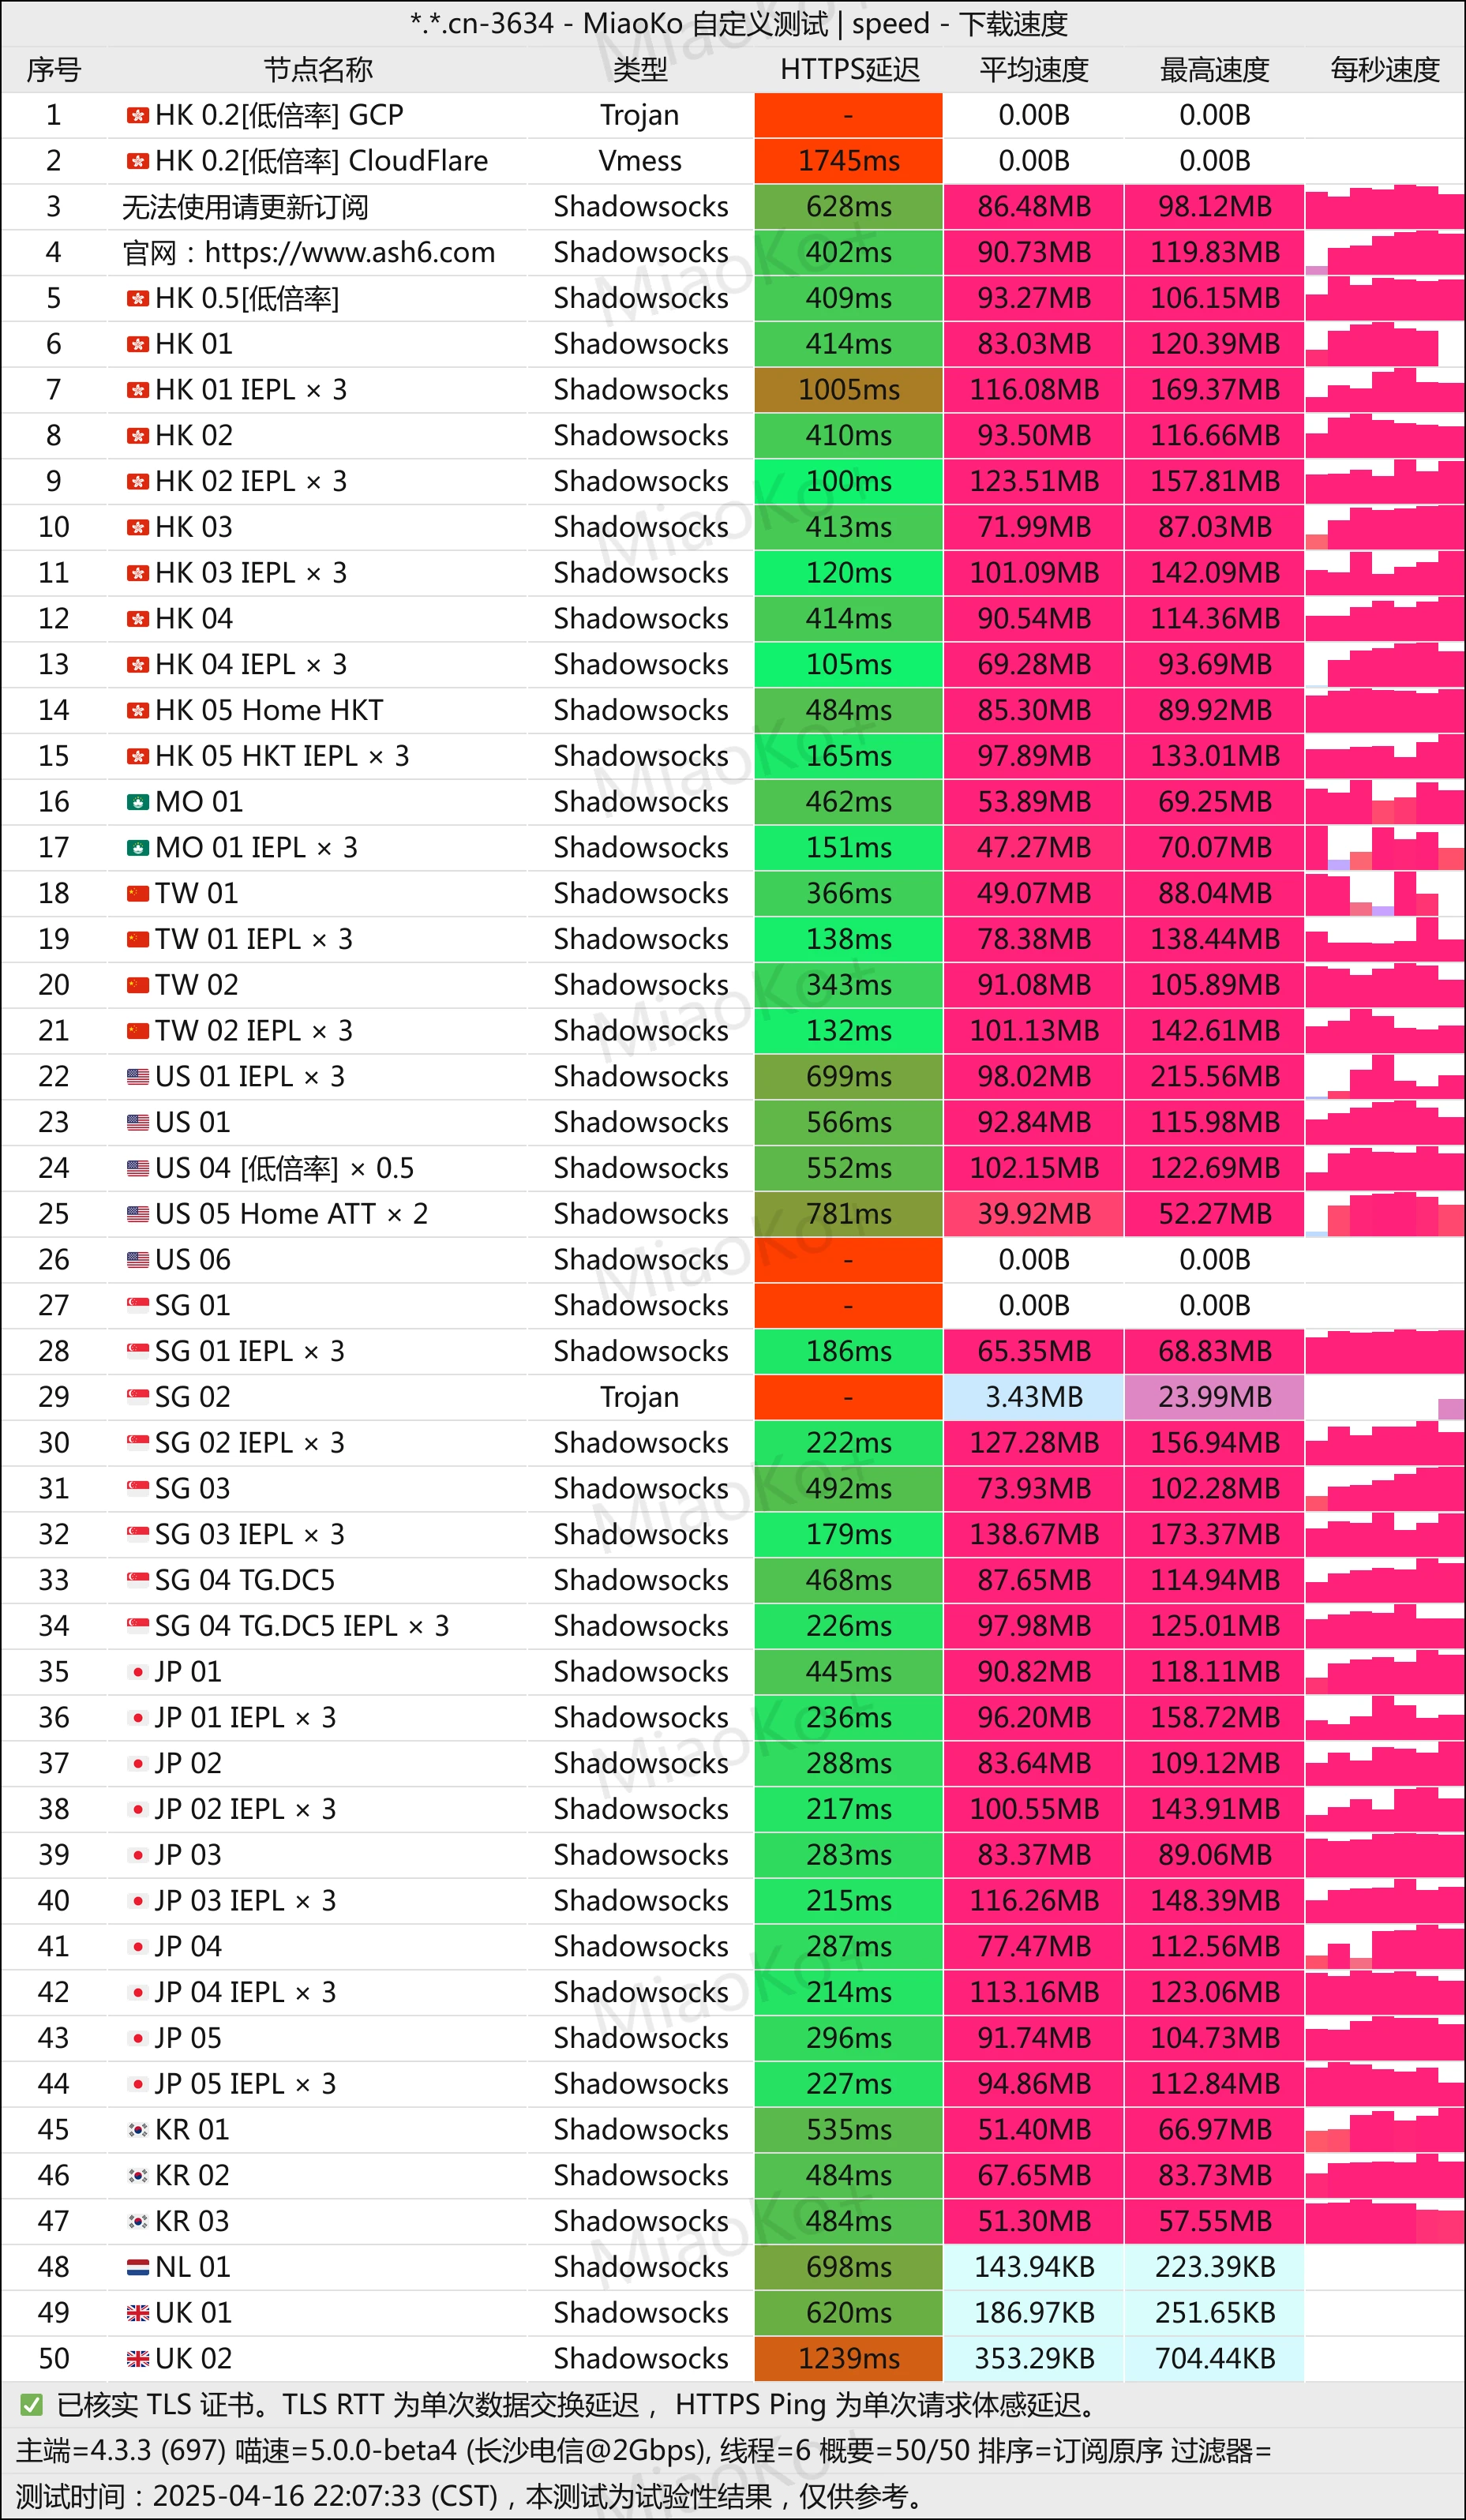 *.*.cn-3634 - MiaoKo 自定义测试 | speed - 下载速度
序号 节点名称 类型 HTTPS延迟 平均速度 最高速度 每秒速度
1 HK 0.2[低倍率] GCP Trojan - 0.00B 0.00B
2 HK 0.2[低倍率] CloudFlare Vmess 1745ms 0.00B 0.00B
3 无法使用请更新订阅 Shadowsocks 628ms 86.48MB 98.12MB
4 官网：https://www.ash6.com Shadowsocks 402ms 90.73MB 119.83MB
5 HK 0.5[低倍率] Shadowsocks 409ms 93.27MB 106.15MB
6 HK 01 Shadowsocks 414ms 83.03MB 120.39MB
7 HK 01 IEPL × 3 Shadowsocks 1005ms 116.08MB 169.37MB
8 HK 02 Shadowsocks 410ms 93.50MB 116.66MB
9 HK 02 IEPL × 3 Shadowsocks 100ms 123.51MB 157.81MB
10 HK 03 Shadowsocks 413ms 71.99MB 87.03MB
11 HK 03 IEPL × 3 Shadowsocks 120ms 101.09MB 142.09MB
12 HK 04 Shadowsocks 414ms 90.54MB 114.36MB
13 HK 04 IEPL × 3 Shadowsocks 105ms 69.28MB 93.69MB
14 HK 05 Home HKT Shadowsocks 484ms 85.30MB 89.92MB
15 HK 05 HKT IEPL × 3 Shadowsocks 165ms 97.89MB 133.01MB
16 MO 01 Shadowsocks 462ms 53.89MB 69.25MB
17 MO 01 IEPL × 3 Shadowsocks 151ms 47.27MB 70.07MB
18 TW 01 Shadowsocks 366ms 49.07MB 88.04MB
19 TW 01 IEPL × 3 Shadowsocks 138ms 78.38MB 138.44MB
20 TW 02 Shadowsocks 343ms 91.08MB 105.89MB
21 TW 02 IEPL × 3 Shadowsocks 132ms 101.13MB 142.61MB
22 US 01 IEPL × 3 Shadowsocks 699ms 98.02MB 215.56MB
23 US 01 Shadowsocks 566ms 92.84MB 115.98MB
24 US 04 [低倍率] × 0.5 Shadowsocks 552ms 102.15MB 122.69MB
25 US 05 Home ATT × 2 Shadowsocks 781ms 39.92MB 52.27MB
26 US 06 Shadowsocks - 0.00B 0.00B
27 SG 01 Shadowsocks - 0.00B 0.00B
28 SG 01 IEPL × 3 Shadowsocks 186ms 65.35MB 68.83MB
29 SG 02 Trojan - 3.43MB 23.99MB
30 SG 02 IEPL × 3 Shadowsocks 222ms 127.28MB 156.94MB
31 SG 03 Shadowsocks 492ms 73.93MB 102.28MB
32 SG 03 IEPL × 3 Shadowsocks 179ms 138.67MB 173.37MB
33 SG 04 TG.DC5 Shadowsocks 468ms 87.65MB 114.94MB
34 SG 04 TG.DC5 IEPL × 3 Shadowsocks 226ms 97.98MB 125.01MB
35 JP 01 Shadowsocks 445ms 90.82MB 118.11MB
36 JP 01 IEPL × 3 Shadowsocks 236ms 96.20MB 158.72MB
37 JP 02 Shadowsocks 288ms 83.64MB 109.12MB
38 JP 02 IEPL × 3 Shadowsocks 217ms 100.55MB 143.91MB
39 JP 03 Shadowsocks 283ms 83.37MB 89.06MB
40 JP 03 IEPL × 3 Shadowsocks 215ms 116.26MB 148.39MB
41 JP 04 Shadowsocks 287ms 77.47MB 112.56MB
42 JP 04 IEPL × 3 Shadowsocks 214ms 113.16MB 123.06MB
43 JP 05 Shadowsocks 296ms 91.74MB 104.73MB
44 JP 05 IEPL × 3 Shadowsocks 227ms 94.86MB 112.84MB
45 KR 01 Shadowsocks 535ms 51.40MB 66.97MB
46 KR 02 Shadowsocks 484ms 67.65MB 83.73MB
47 KR 03 Shadowsocks 484ms 51.30MB 57.55MB
48 NL 01 Shadowsocks 698ms 143.94KB 223.39KB
49 UK 01 Shadowsocks 620ms 186.97KB 251.65KB
50 UK 02 Shadowsocks 1239ms 353.29KB 704.44KB
✅ 已核实 TLS 证书。TLS RTT 为单次数据交换延迟， HTTPS Ping 为单次请求体感延迟。
主端=4.3.3 (697) 喵速=5.0.0-beta4 (长沙电信@2Gbps), 线程=6 概要=50/50 排序=订阅原序 过滤器=
测试时间：2025-04-16 22:07:33 (CST)，本测试为试验性结果，仅供参考。